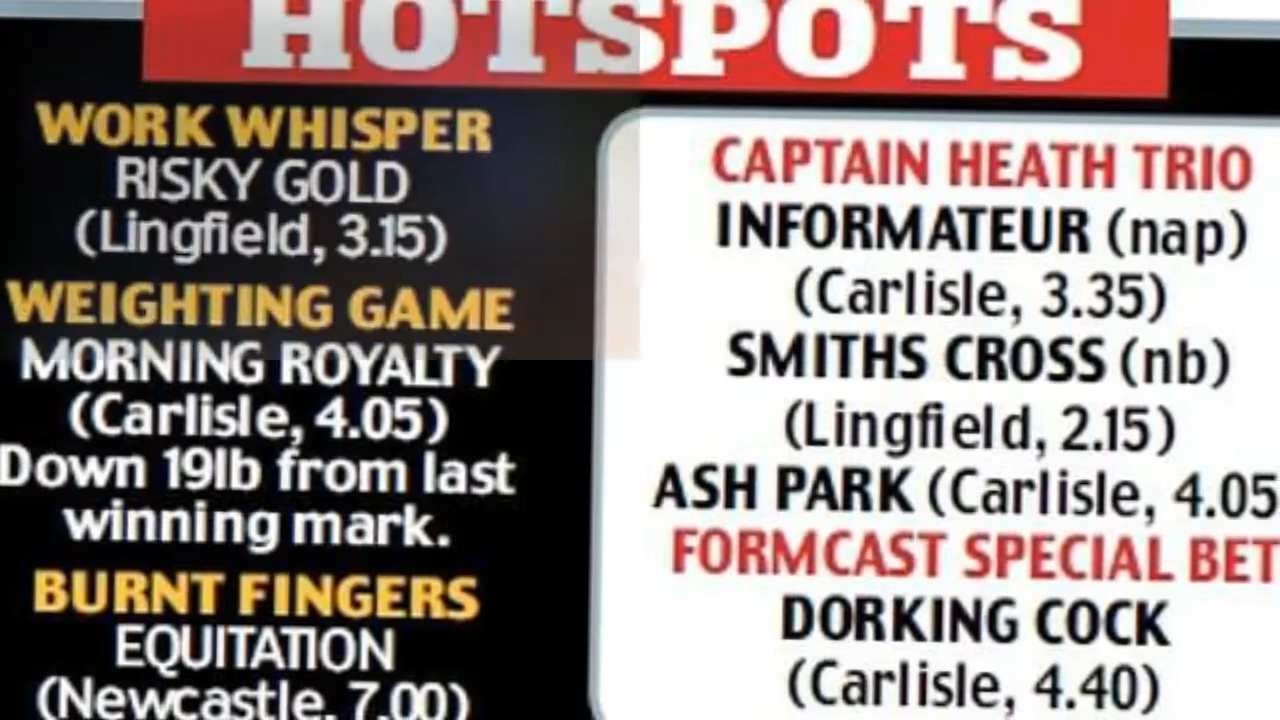 HOTSPOTS
WORK WHISPER
RISKY GOLD
(Lingfield, 3.15)
WEIGHTING GAME
MORNING ROYALTY
(Carlisle, 4.05)
Down 19lb from last
winning mark.
BURNT FINGERS
EQUITATION
(Newcastle, 7.00)
CAPTAIN HEATH TRIO
INFORMATEUR (nap)
(Carlisle, 3.35)
SMITHS CROSS (nb)
(Lingfield, 2.15)
ASH PARK (Carlisle, 4.05
FORMCAST SPECIAL BET
DORKING COCK
(Carlisle, 4.40)